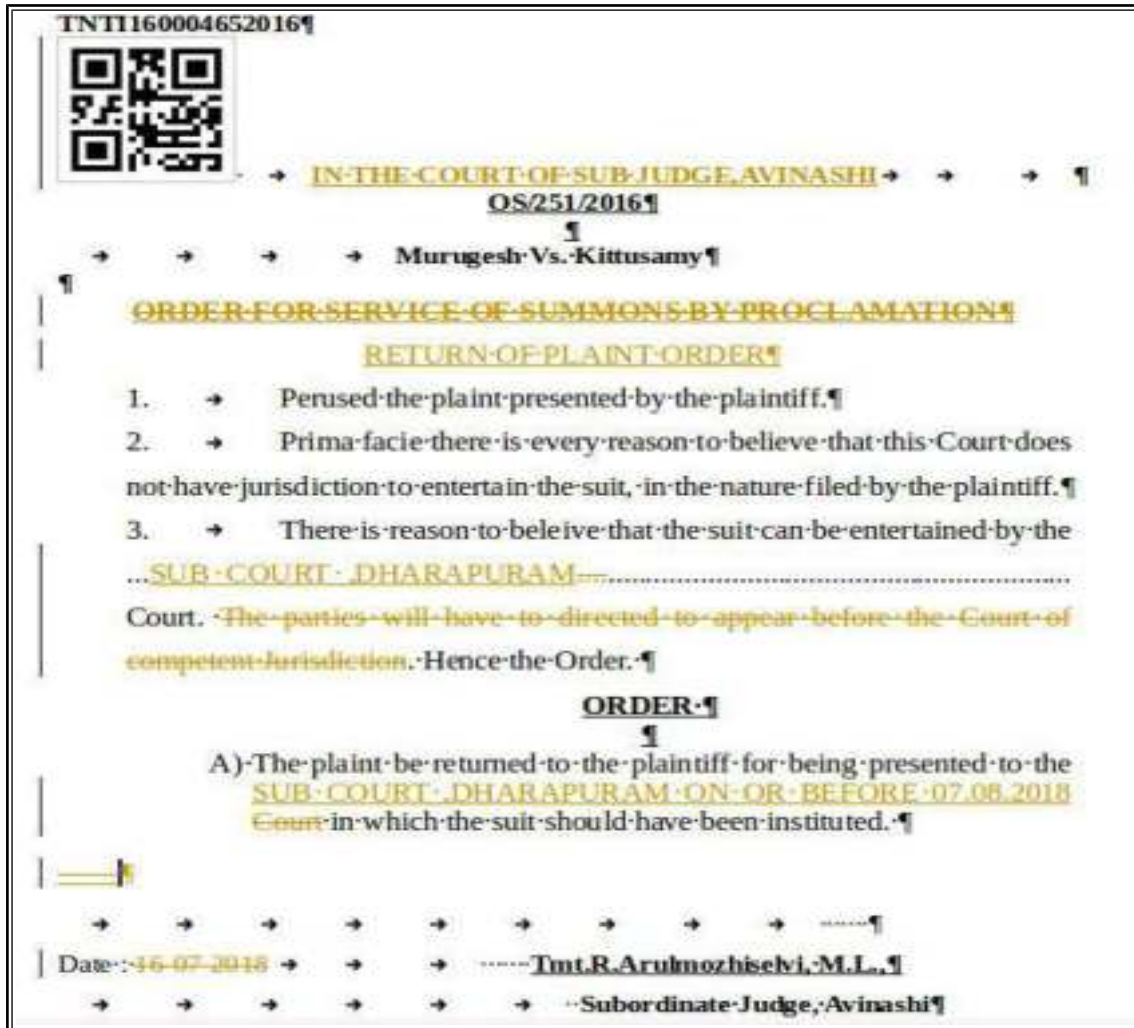 TNTI160004652016¶
→ IN·THE·COURT·OF·SUB·JUDGE,AVINASHI → → → ¶
OS/251/2016¶
¶
→ → → → Murugesh·Vs.·Kittusamy¶
¶
ORDER·FOR·SERVICE·OF·SUMMONS·BY·PROCLAMATION¶
RETURN·OF·PLAINT·ORDER¶
1. → Perused·the·plaint·presented·by·the·plaintiff.¶
2. → Prima·facie·there·is·every·reason·to·believe·that·this·Court·does
not·have·jurisdiction·to·entertain·the·suit,·in·the·nature·filed·by·the·plaintiff.¶
3. → There·is·reason·to·beleive·that·the·suit·can·be·entertained·by·the
...SUB·COURT·,DHARAPURAM...............................................................
Court.·The·parties·will·have·to·directed·to·appear·before·the·Court·of
competent·Jurisdiction.·Hence·the·Order.·¶
ORDER·¶
¶
A)·The·plaint·be·returned·to·the·plaintiff·for·being·presented·to·the
SUB·COURT·,DHARAPURAM·ON·OR·BEFORE·07.08.2018
Court·in·which·the·suit·should·have·been·instituted.·¶
¶
→ → → → → → → → → ······¶
Date·:·16-07-2018 → → → ······Tmt.R.Arulmozhiselvi,·M.L.,¶
→ → → → → → ··Subordinate·Judge,·Avinashi¶